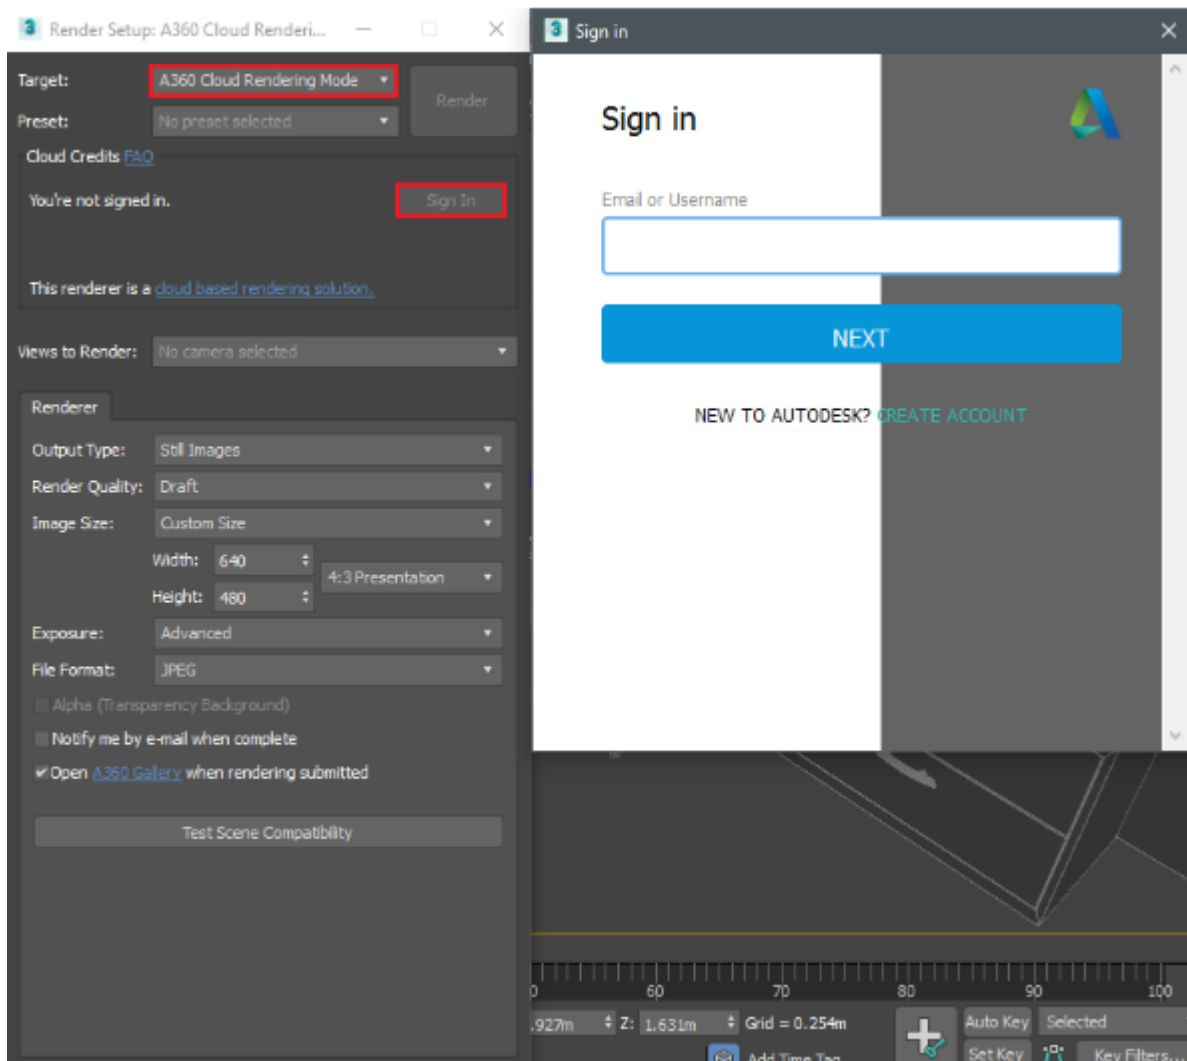 Render Setup: A360 Cloud Renderi...
Target: A360 Cloud Rendering Mode
Render
Preset: No preset selected
Cloud Credits FAQ
You're not signed in. Sign In
This renderer is a cloud based rendering solution.
Views to Render: No camera selected
Renderer
Output Type: Still Images
Render Quality: Draft
Image Size: Custom Size
Width: 640
4:3 Presentation
Height: 480
Exposure: Advanced
File Format: JPEG
Alpha (Transparency Background)
Notify me by e-mail when complete
Open A360 Gallery when rendering submitted
Test Scene Compatibility
Sign in
Sign in
Email or Username
NEXT
NEW TO AUTODESK? CREATE ACCOUNT
60 70 80 90 100
.927m Z: 1.631m Grid = 0.254m Auto Key Selected
Add Time Tag Set Key Key Filters...